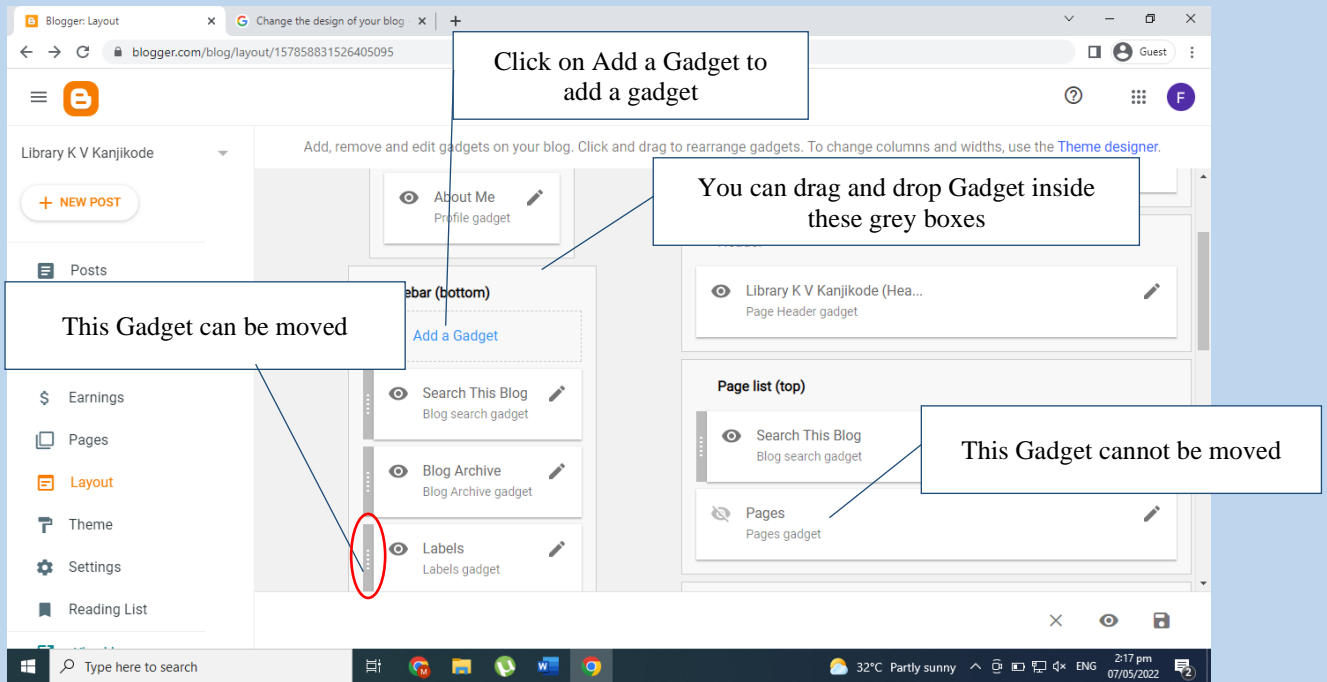 Blogger: Layout
Change the design of your blog -
blogger.com/blog/layout/157858831526405095
Guest
Click on Add a Gadget to
add a gadget
F
Library K V Kanjikode
Add, remove and edit gadgets on your blog. Click and drag to rearrange gadgets. To change columns and widths, use the Theme designer.
NEW POST
About Me
Profile gadget
You can drag and drop Gadget inside
these grey boxes
Posts
This Gadget can be moved
ebar (bottom)
Add a Gadget
Library K V Kanjikode (Hea...
Page Header gadget
Earnings
Pages
Layout
Theme
Settings
Reading List
Search This Blog
Blog search gadget
Blog Archive
Blog Archive gadget
Labels
Labels gadget
Page list (top)
Search This Blog
Blog search gadget
This Gadget cannot be moved
Pages
Pages gadget
Type here to search
32°C Partly sunny
ENG
2:17 pm
07/05/2022
2